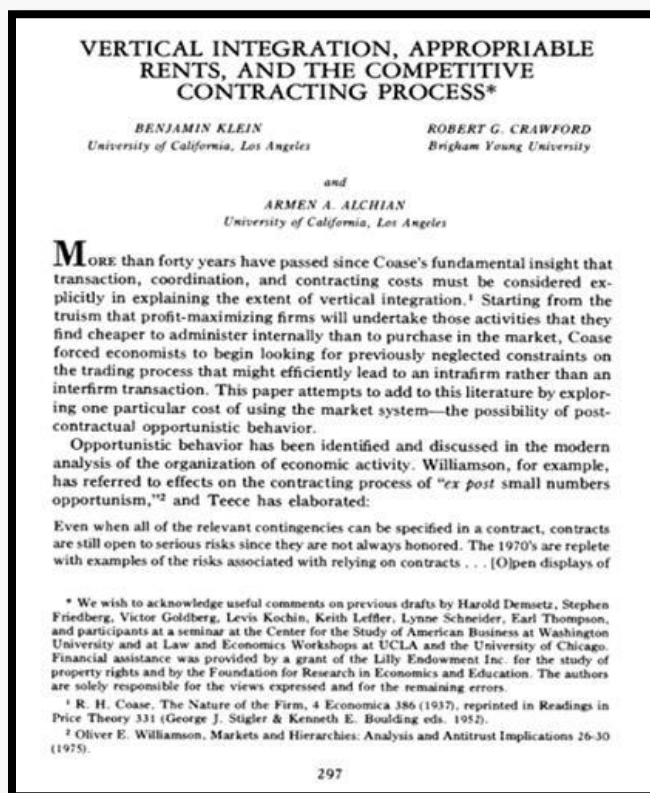 VERTICAL INTEGRATION, APPROPRIABLE
RENTS, AND THE COMPETITIVE
CONTRACTING PROCESS*
BENJAMIN KLEIN
University of California, Los Angeles
ROBERT G. CRAWFORD
Brigham Young University
and
ARMEN A. ALCHIAN
University of California, Los Angeles
MORE than forty years have passed since Coase's fundamental insight that
transaction, coordination, and contracting costs must be considered ex-
plicitly in explaining the extent of vertical integration.¹ Starting from the
truism that profit-maximizing firms will undertake those activities that they
find cheaper to administer internally than to purchase in the market, Coase
forced economists to begin looking for previously neglected constraints on
the trading process that might efficiently lead to an intrafirm rather than an
interfirm transaction. This paper attempts to add to this literature by explor-
ing one particular cost of using the market system—the possibility of post-
contractual opportunistic behavior.
Opportunistic behavior has been identified and discussed in the modern
analysis of the organization of economic activity. Williamson, for example,
has referred to effects on the contracting process of "ex post small numbers
opportunism,"² and Teece has elaborated:
Even when all of the relevant contingencies can be specified in a contract, contracts
are still open to serious risks since they are not always honored. The 1970's are replete
with examples of the risks associated with relying on contracts . . . [O]pen displays of
* We wish to acknowledge useful comments on previous drafts by Harold Demsetz, Stephen
Friedberg, Victor Goldberg, Levis Kochin, Keith Leffler, Lynne Schneider, Earl Thompson,
and participants at a seminar at the Center for the Study of American Business at Washington
University and at Law and Economics Workshops at UCLA and the University of Chicago.
Financial assistance was provided by a grant of the Lilly Endowment Inc. for the study of
property rights and by the Foundation for Research in Economics and Education. The authors
are solely responsible for the views expressed and for the remaining errors.
¹ R. H. Coase, The Nature of the Firm, 4 Economica 386 (1937), reprinted in Readings in
Price Theory 331 (George J. Stigler & Kenneth E. Boulding eds. 1952).
² Oliver E. Williamson, Markets and Hierarchies: Analysis and Antitrust Implications 26-30
(1975).
297